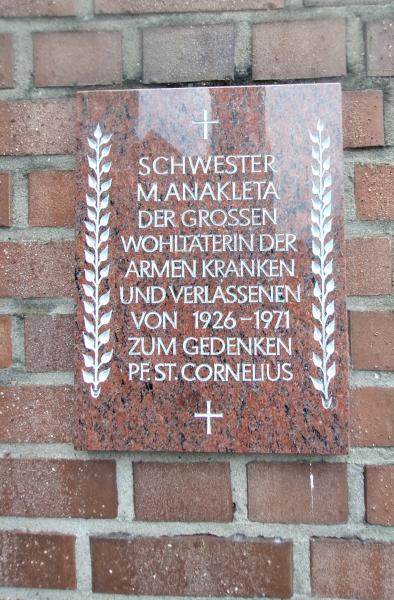 SCHWESTER
M. ANAKLETA
DER GROSSEN
WOHLTÄTERIN DER
ARMEN KRANKEN
UND VERLASSENEN
VON 1926-1971
ZUM GEDENKEN
PF ST. CORNELIUS